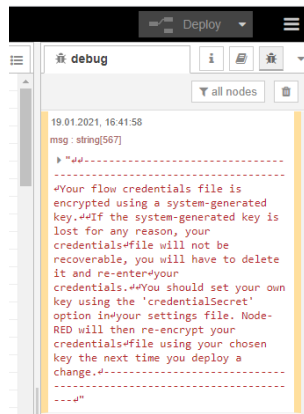 Deploy
debug
i
all nodes
19.01.2021, 16:41:58
msg : string[567]
"↵↵------------------------------
-----------------------------------
↵Your flow credentials file is
encrypted using a system-generated
key.↵↵If the system-generated key is
lost for any reason, your
credentials↵file will not be
recoverable, you will have to delete
it and re-enter↵your
credentials.↵↵You should set your own
key using the 'credentialSecret'
option in↵your settings file. Node-
RED will then re-encrypt your
credentials↵file using your chosen
key the next time you deploy a
change.↵--------------------------
-----------------------------------
---↵"